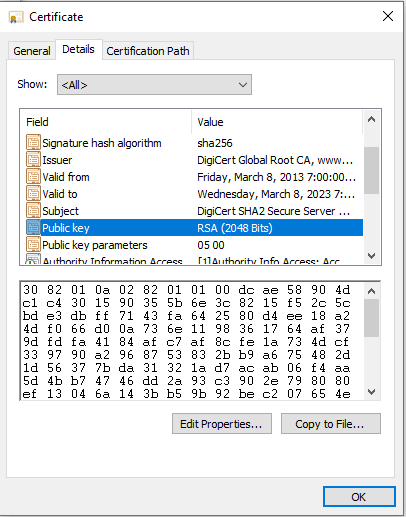 Certificate
General Details Certification Path
Show: <All>
Field Value
Signature hash algorithm sha256
Issuer DigiCert Global Root CA, www...
Valid from Friday, March 8, 2013 7:00:00...
Valid to Wednesday, March 8, 2023 7:...
Subject DigiCert SHA2 Secure Server ...
Public key RSA (2048 Bits)
Public key parameters 05 00
Authority Information Access [1]Authority Info Access: Acc...
30 82 01 0a 02 82 01 01 00 dc ae 58 90 4d
c1 c4 30 15 90 35 5b 6e 3c 82 15 f5 2c 5c
bd e3 db ff 71 43 fa 64 25 80 d4 ee 18 a2
4d f0 66 d0 0a 73 6e 11 98 36 17 64 af 37
9d fd fa 41 84 af c7 af 8c fe 1a 73 4d cf
33 97 90 a2 96 87 53 83 2b b9 a6 75 48 2d
1d 56 37 7b da 31 32 1a d7 ac ab 06 f4 aa
5d 4b b7 47 46 dd 2a 93 c3 90 2e 79 80 80
ef 13 04 6a 14 3b b5 9b 92 be c2 07 65 4e
Edit Properties... Copy to File...
OK